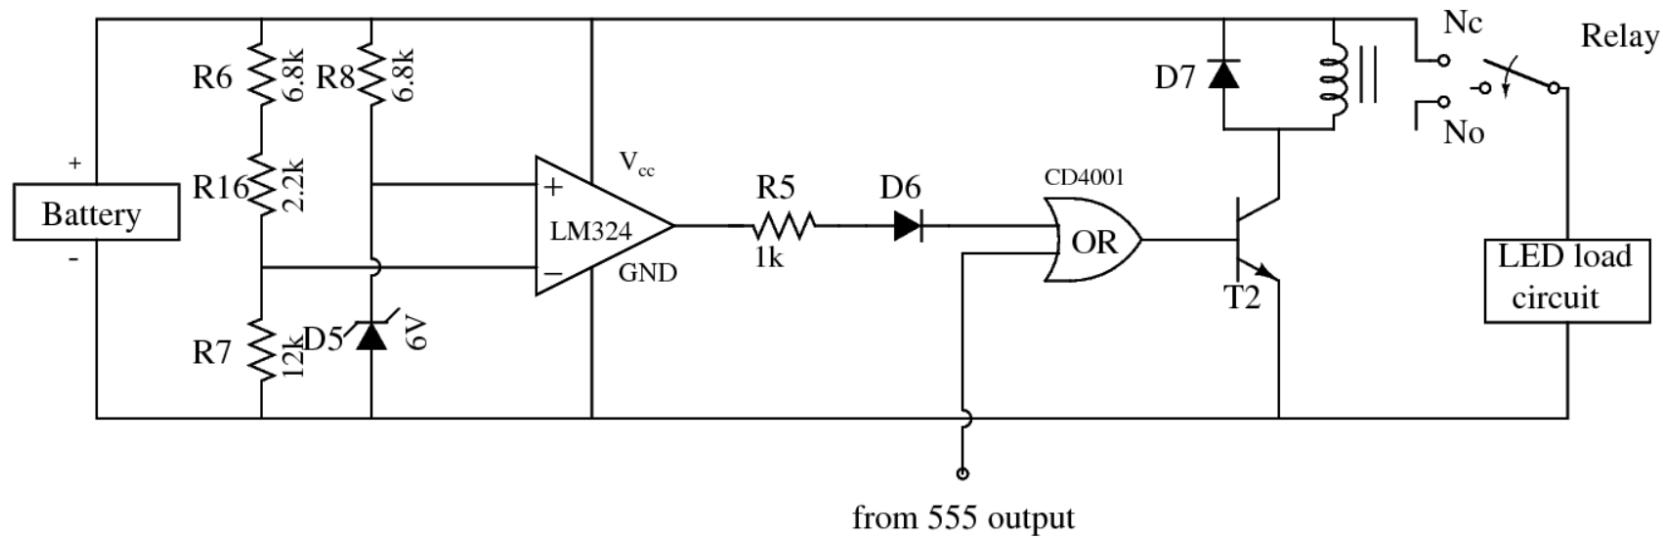 Nc
Relay
R6
6.8k
R8
6.8k
D7
No
+
Battery
-
R16
2.2k
Vcc
+
LM324
−
GND
R5
1k
D6
CD4001
OR
T2
LED load
circuit
R7
12k
D5
6V
from 555 output